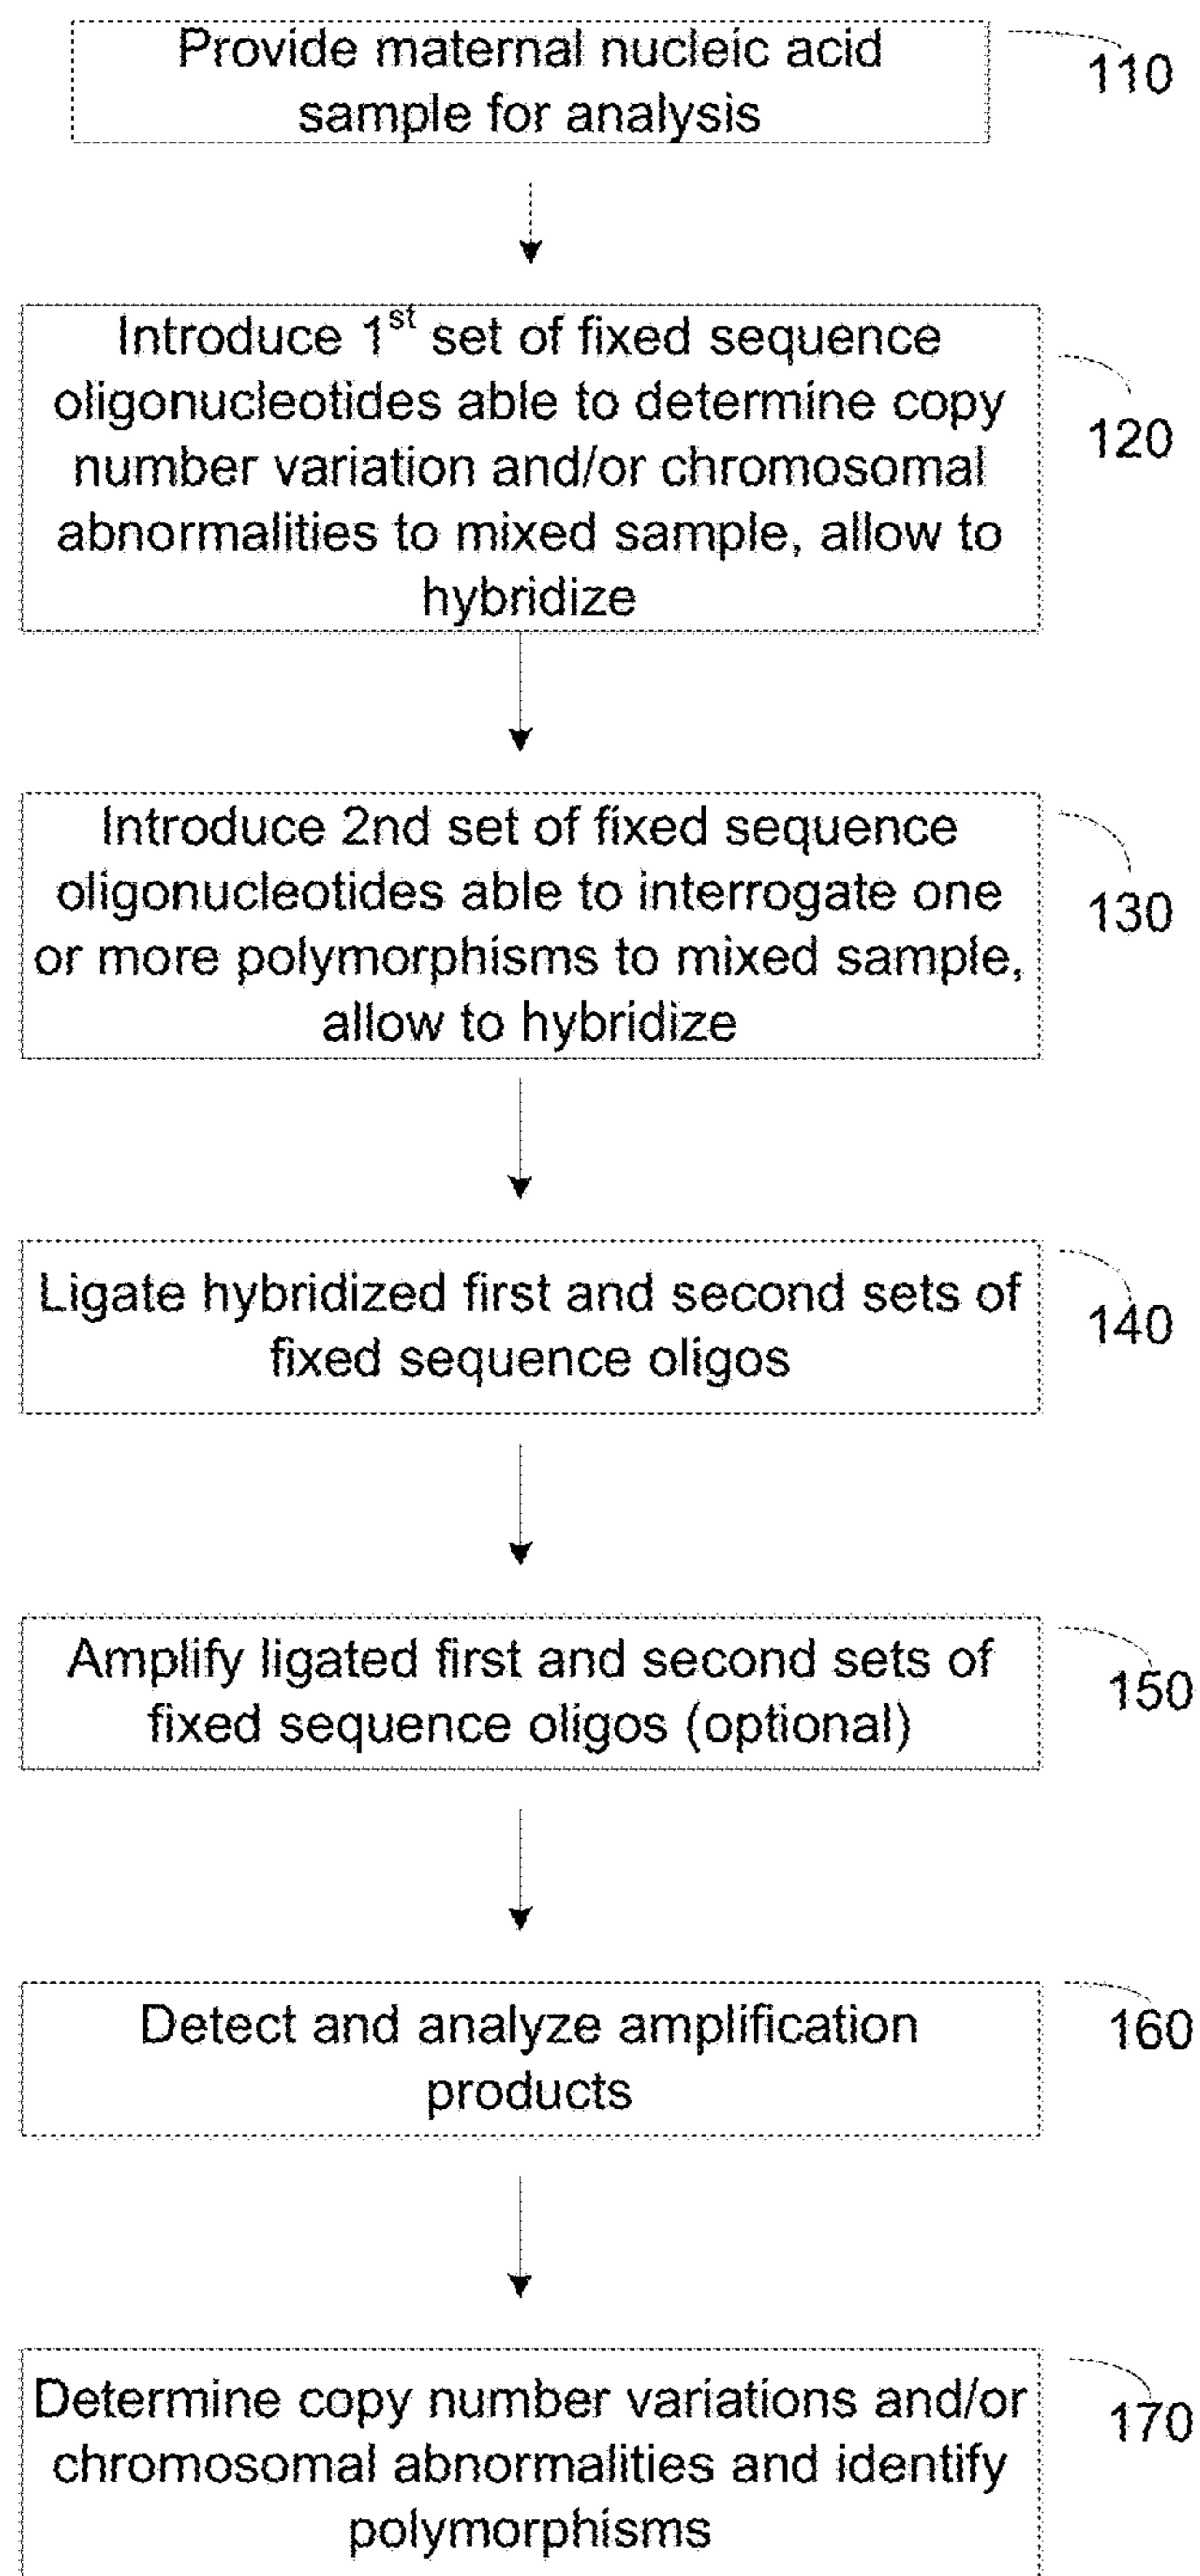 Provide maternal nucleic acid
sample for analysis
110
Introduce 1st set of fixed sequence
oligonucleotides able to determine copy
number variation and/or chromosomal
abnormalities to mixed sample, allow to
hybridize
120
Introduce 2nd set of fixed sequence
oligonucleotides able to interrogate one
or more polymorphisms to mixed sample,
allow to hybridize
130
Ligate hybridized first and second sets of
fixed sequence oligos
140
Amplify ligated first and second sets of
fixed sequence oligos (optional)
150
Detect and analyze amplification
products
160
Determine copy number variations and/or
chromosomal abnormalities and identify
polymorphisms
170